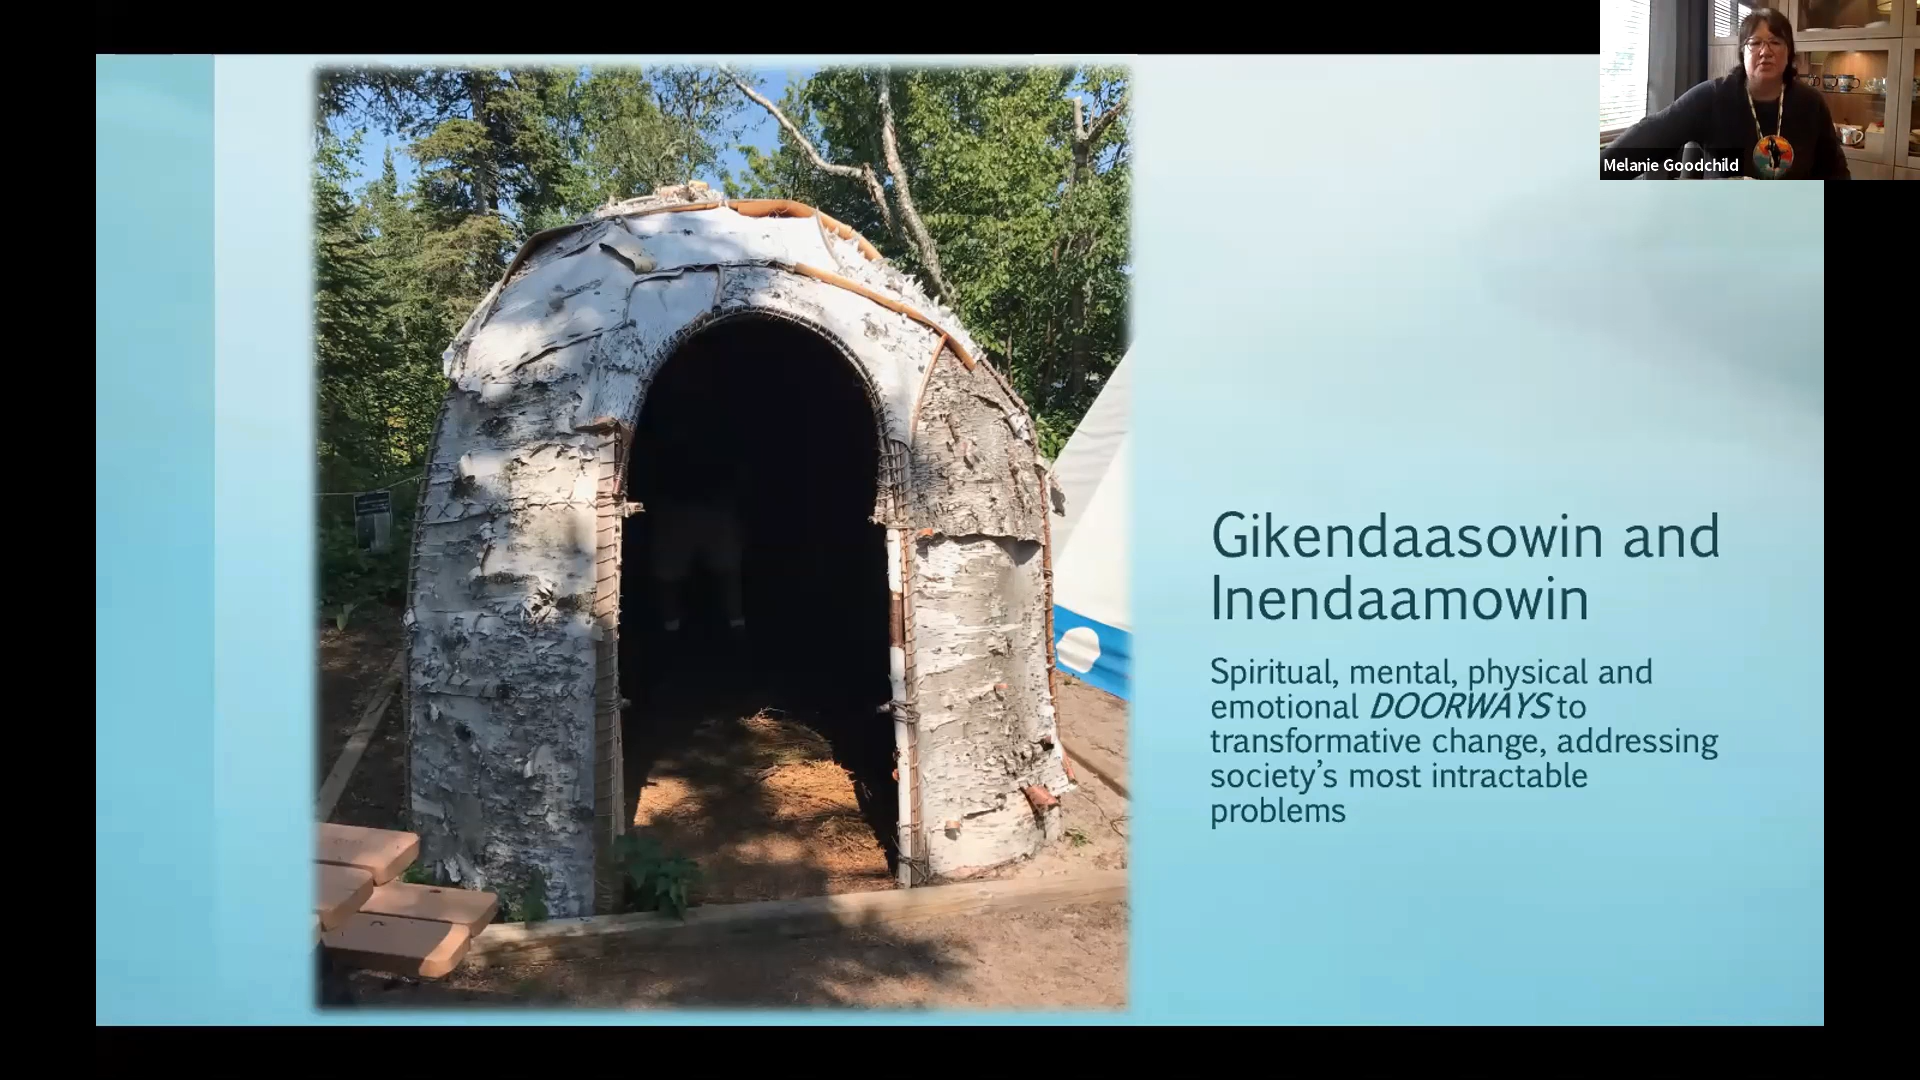 Melanie Goodchild
Gikendaasowin and
Inendaamowin
Spiritual, mental, physical and
emotional DOORWAYS to
transformative change, addressing
society's most intractable
problems